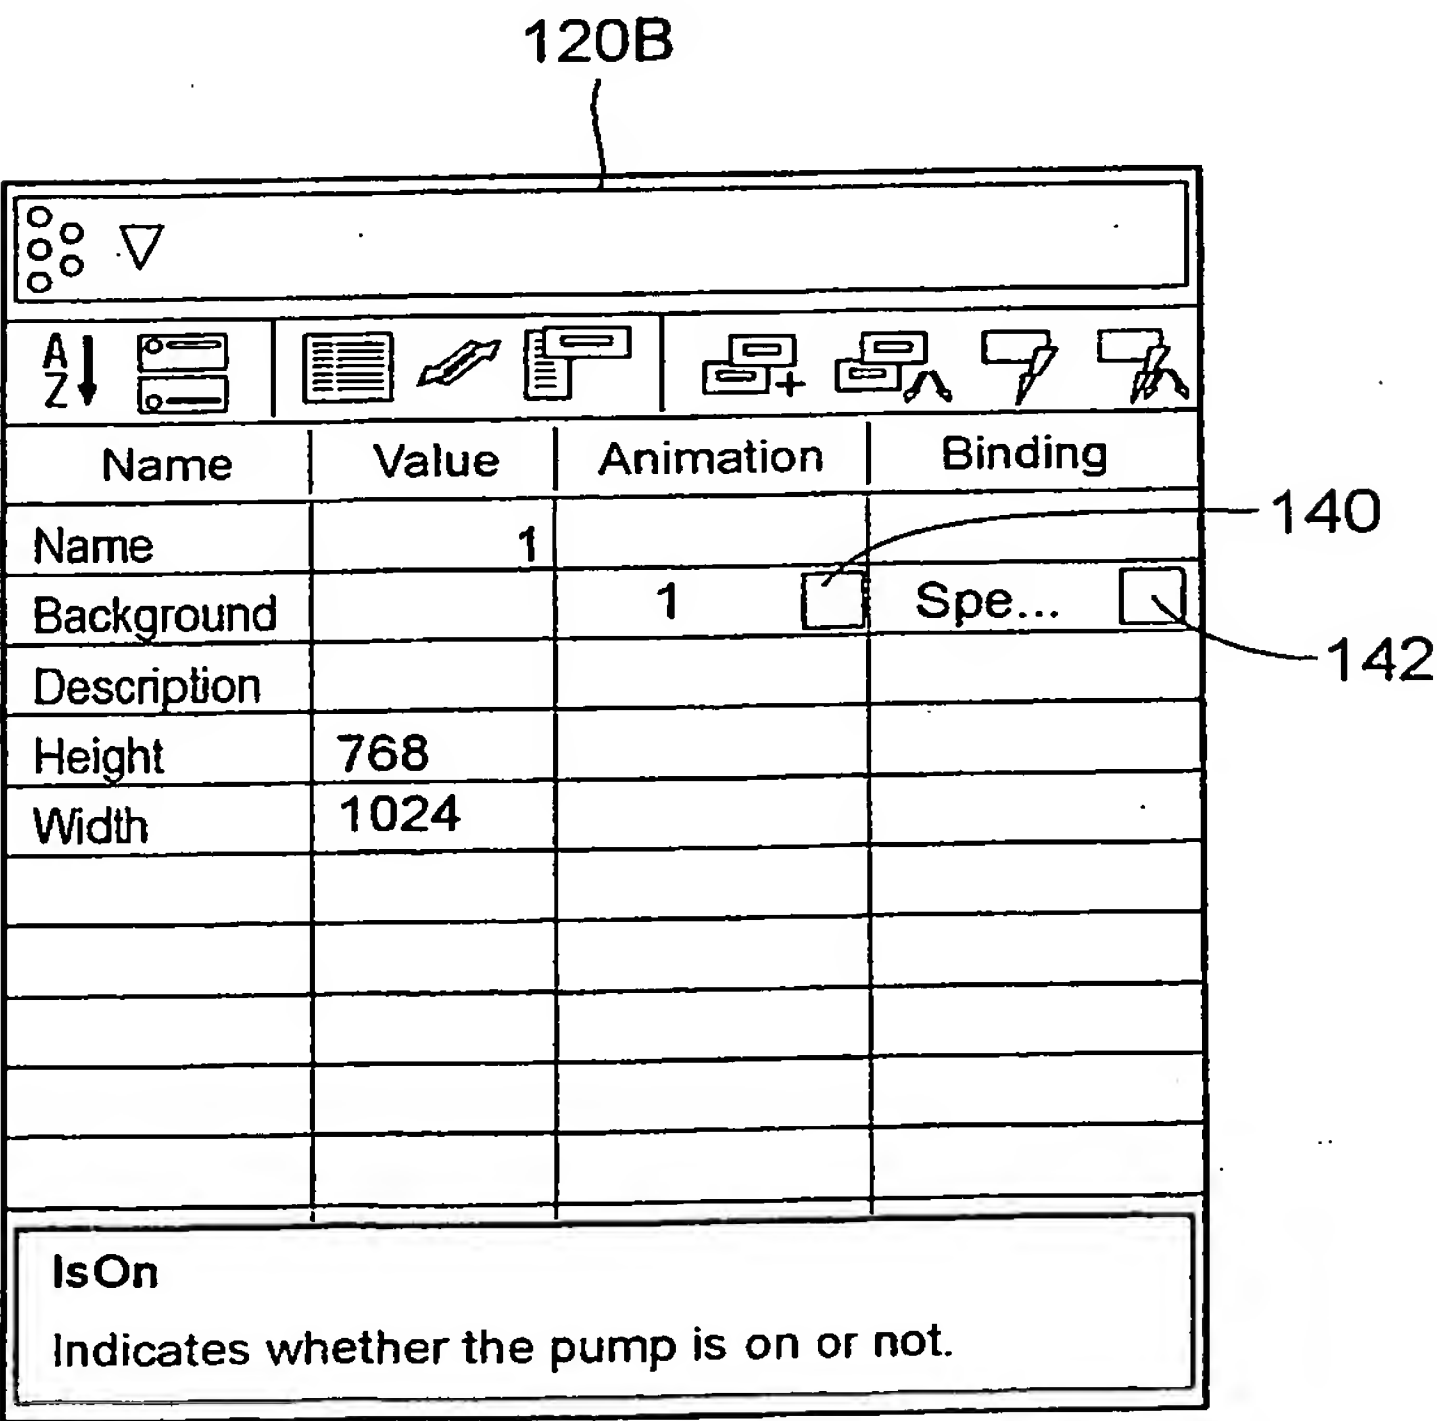 120B
A
Z
Name Value Animation Binding
Name 1
140
Background 1 Spe...
142
Description
Height 768
Width 1024
IsOn
Indicates whether the pump is on or not.